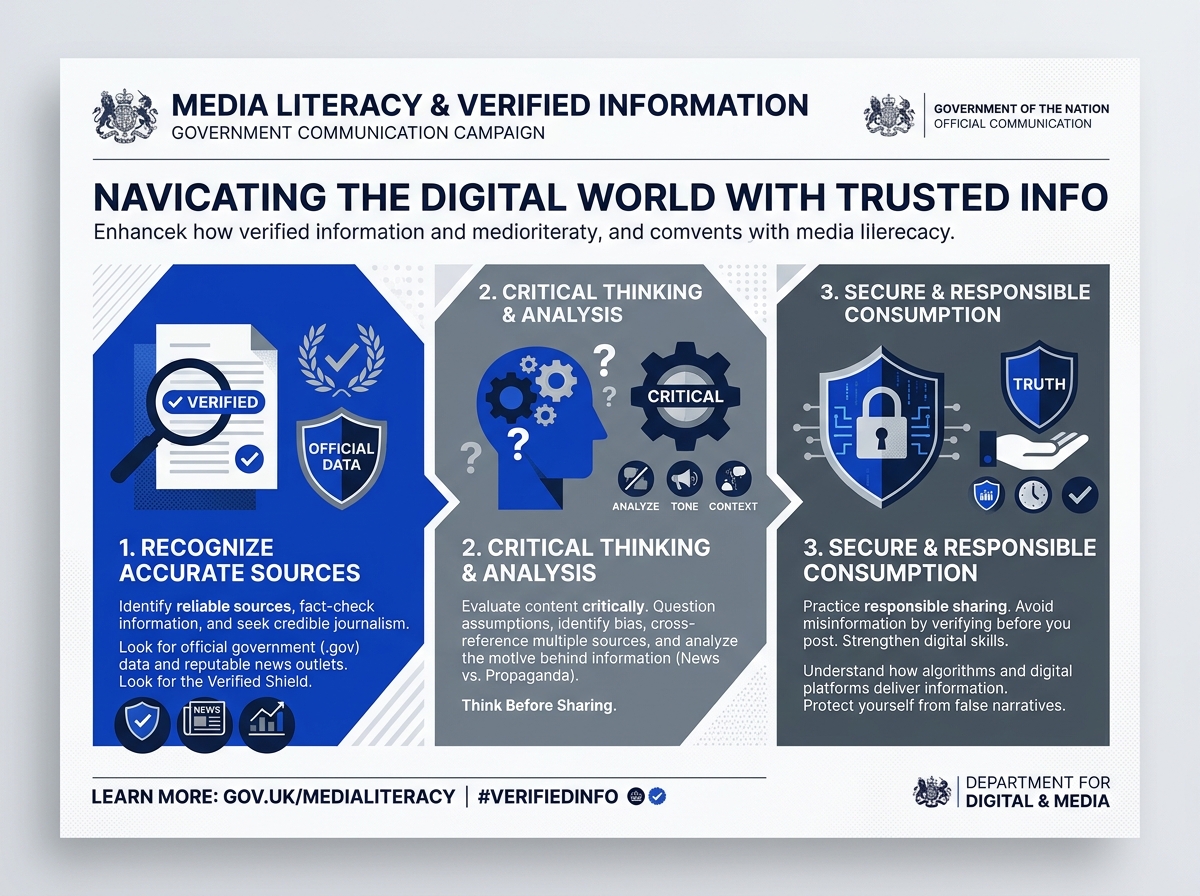 MEDIA LITERACY & VERIFIED INFORMATION
GOVERNMENT COMMUNICATION CAMPAIGN
GOVERNMENT OF THE NATION
OFFICIAL COMMUNICATION
NAVIGATING THE DIGITAL WORLD WITH TRUSTED INFO
Enhancek how verified information and medioriteraty, and comvents with media lilerecacy.
VERIFIED
OFFICIAL
DATA
1. RECOGNIZE
ACCURATE SOURCES
Identify reliable sources, fact-check
information, and seek credible journalism.
Look for official government (.gov)
data and reputable news outlets.
Look for the Verified Shield.
NEWS
2. CRITICAL THINKING
& ANALYSIS
?
?
?
?
CRITICAL
ANALYZE
TONE
CONTEXT
2. CRITICAL THINKING
& ANALYSIS
Evaluate content critically. Question
assumptions, identify bias, cross-
reference multiple sources, and analyze
the motive behind information (News
vs. Propaganda).
Think Before Sharing.
3. SECURE & RESPONSIBLE
CONSUMPTION
TRUTH
3. SECURE & RESPONSIBLE
CONSUMPTION
Practice responsible sharing. Avoid
misinformation by verifying before you
post. Strengthen digital skills.
Understand how algorithms and digital
platforms deliver information.
Protect yourself from false narratives.
LEARN MORE: GOV.UK/MEDIALITERACY | #VERIFIEDINFO
DEPARTMENT FOR
DIGITAL & MEDIA